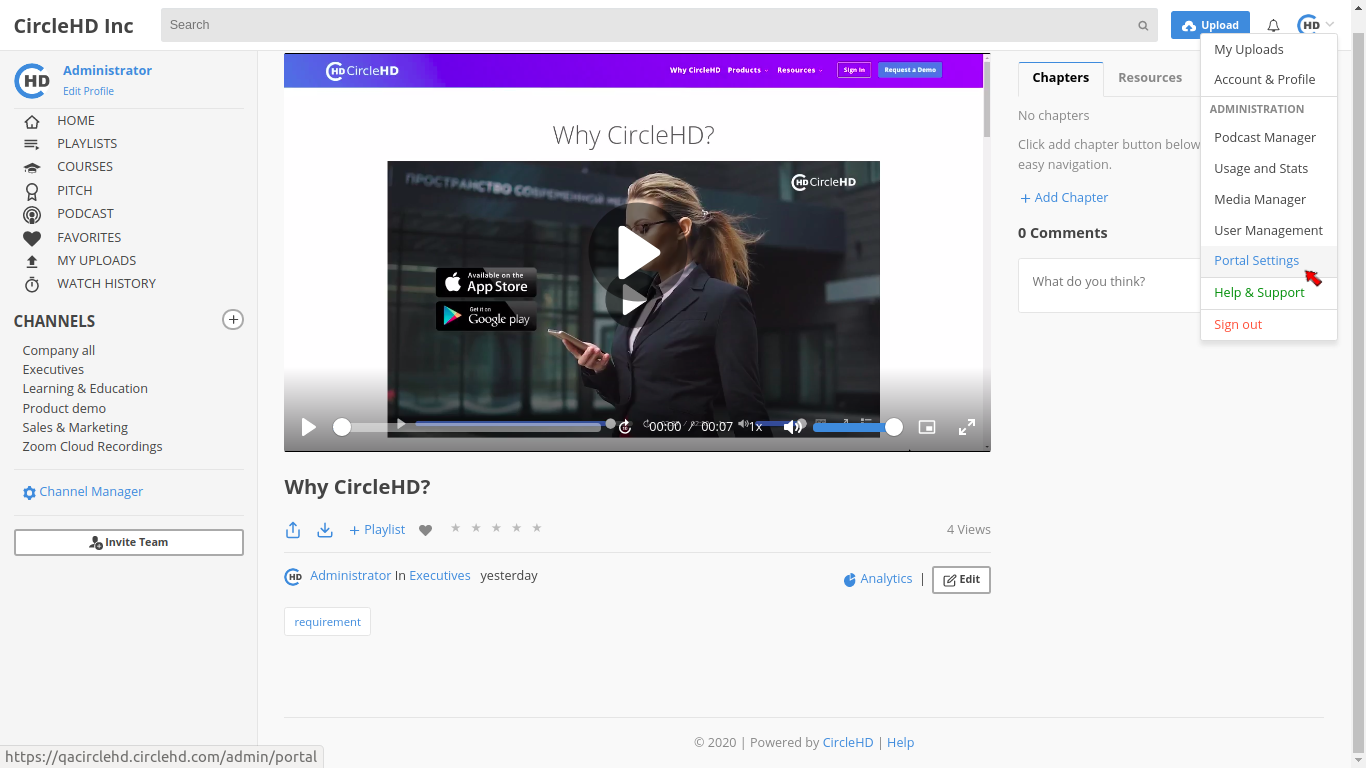 CircleHD Inc
Search
Upload
HD
My Uploads
Account & Profile
ADMINISTRATION
Podcast Manager
Usage and Stats
Media Manager
User Management
Portal Settings
Help & Support
Sign out
HD
Administrator
Edit Profile
HOME
PLAYLISTS
COURSES
PITCH
PODCAST
FAVORITES
MY UPLOADS
WATCH HISTORY
CHANNELS
Company all
Executives
Learning & Education
Product demo
Sales & Marketing
Zoom Cloud Recordings
Channel Manager
Invite Team
HD CircleHD
Why CircleHD Products Resources Sign In Request a Demo
Why CircleHD?
ПРОСТРАНСТВО СОВРЕМЕННОЙ
HD CircleHD
Available on the
App Store
Get it on
Google play
00:00 / 00:07 1x
Why CircleHD?
+ Playlist
4 Views
HD Administrator In Executives yesterday
Analytics | Edit
requirement
Chapters Resources
No chapters
Click add chapter button below
easy navigation.
+ Add Chapter
0 Comments
What do you think?
© 2020 | Powered by CircleHD | Help
https://qacirclehd.circlehd.com/admin/portal